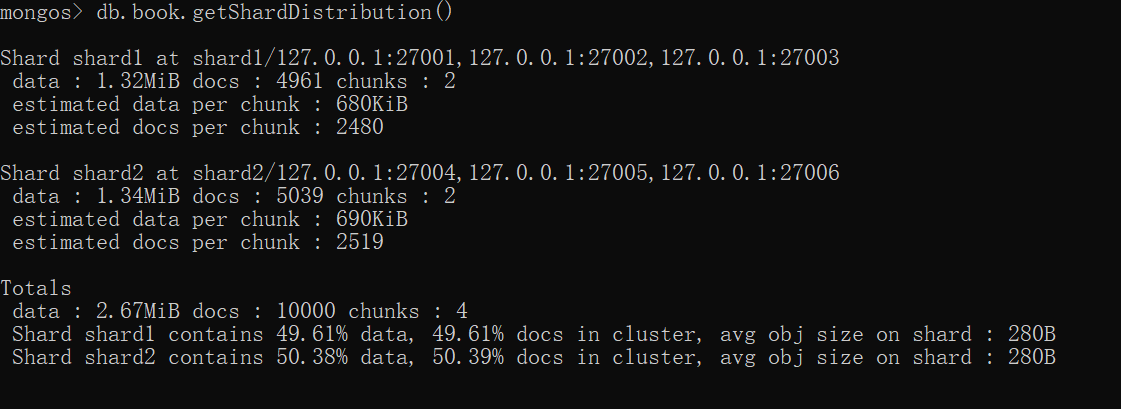 mongos> db.book.getShardDistribution()
Shard shard1 at shard1/127.0.0.1:27001,127.0.0.1:27002,127.0.0.1:27003
data : 1.32MiB docs : 4961 chunks : 2
estimated data per chunk : 680KiB
estimated docs per chunk : 2480
Shard shard2 at shard2/127.0.0.1:27004,127.0.0.1:27005,127.0.0.1:27006
data : 1.34MiB docs : 5039 chunks : 2
estimated data per chunk : 690KiB
estimated docs per chunk : 2519
Totals
data : 2.67MiB docs : 10000 chunks : 4
Shard shard1 contains 49.61% data, 49.61% docs in cluster, avg obj size on shard : 280B
Shard shard2 contains 50.38% data, 50.39% docs in cluster, avg obj size on shard : 280B